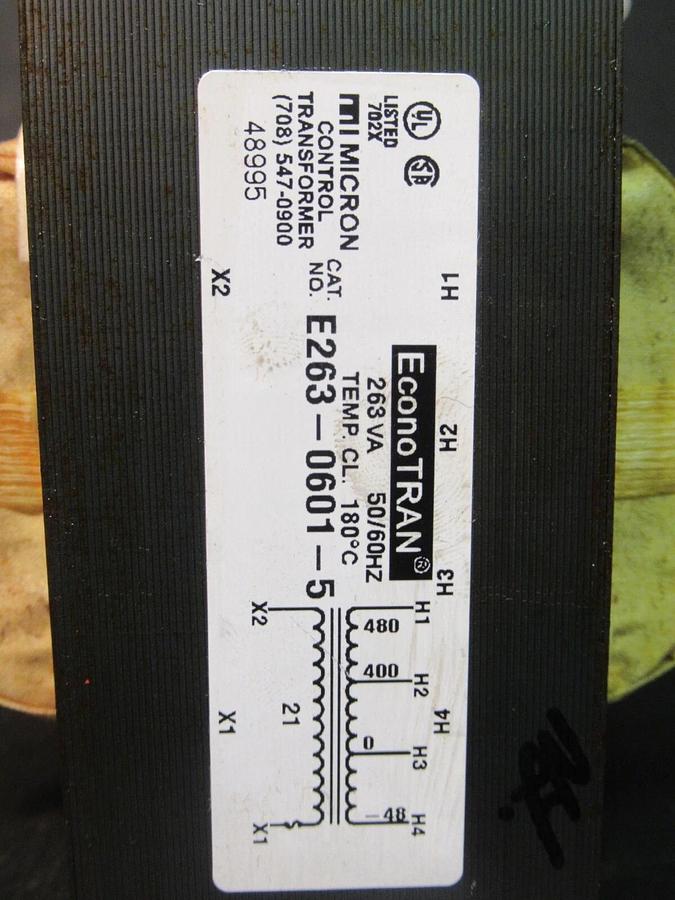 H1 H2 H3 H4
UL
LISTED
702X
MICRON
CONTROL
TRANSFORMER
(708) 547-0900
48995
EconoTRAN®
263 VA 50/60HZ
TEMP. CL. 180°C
CAT.
NO. E263-0601-5
H1 H2 H3 H4
480 400 0 -48
21
X2 X1
X2 X1